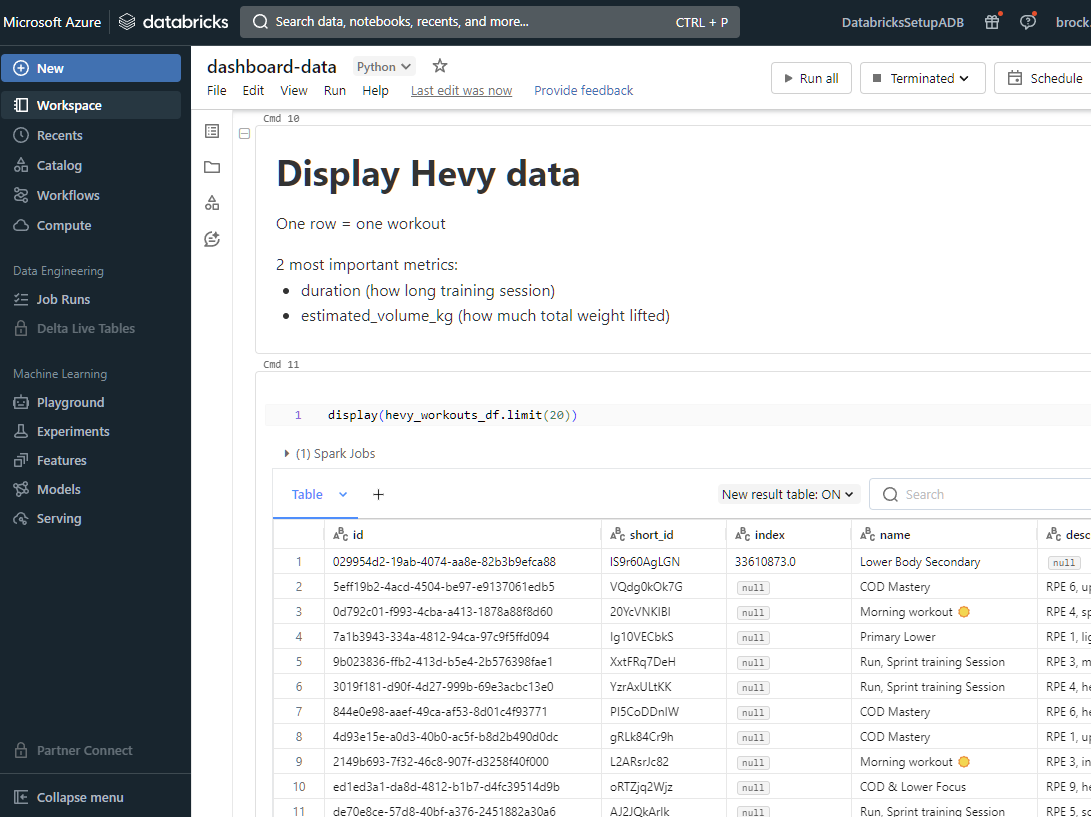 Microsoft Azure
databricks
Search data, notebooks, recents, and more...
CTRL + P
DatabricksSetupADB
brock.
New
Workspace
Recents
Catalog
Workflows
Compute
Data Engineering
Job Runs
Delta Live Tables
Machine Learning
Playground
Experiments
Features
Models
Serving
Partner Connect
Collapse menu
dashboard-data
Python
File Edit View Run Help Last edit was now Provide feedback
Run all
Terminated
Schedule
Cmd 10
Display Hevy data
One row = one workout
2 most important metrics:
• duration (how long training session)
• estimated_volume_kg (how much total weight lifted)
Cmd 11
1 display(hevy_workouts_df.limit(20))
(1) Spark Jobs
Table + New result table: ON Search
id short_id index name desc
1 029954d2-19ab-4074-aa8e-82b3b9efca88 IS9r60AgLGN 33610873.0 Lower Body Secondary null
2 5eff19b2-4acd-4504-be97-e9137061edb5 VQdg0kOk7G null COD Mastery RPE 6, up
3 0d792c01-f993-4cba-a413-1878a88f8d60 20YcVNKIBI null Morning workout RPE 4, sp
4 7a1b3943-334a-4812-94ca-97c9f5ffd094 Ig10VECbkS null Primary Lower RPE 1, lig
5 9b023836-ffb2-413d-b5e4-2b576398fae1 XxtFRq7DeH null Run, Sprint training Session RPE 3, m
6 3019f181-d90f-4d27-999b-69e3acbc13e0 YzrAxULtKK null Run, Sprint training Session RPE 4, he
7 844e0e98-aaef-49ca-af53-8d01c4f93771 PI5CoDDnIW null COD Mastery RPE 6, he
8 4d93e15e-a0d3-40b0-ac5f-b8d2b490d0dc gRLk84Cr9h null COD Mastery RPE 1, up
9 2149b693-7f32-46c8-907f-d3258f40f000 L2ARsrJc82 null Morning workout RPE 3, in
10 ed1ed3a1-da8d-4812-b1b7-d4fc39514d9b oRTZjq2Wjz null COD & Lower Focus RPE 9, he
11 de70e8ce-57d8-40bf-a376-2451882a30a6 AJ2JQkArlk null Run, Sprint training Session RPE 5, sc